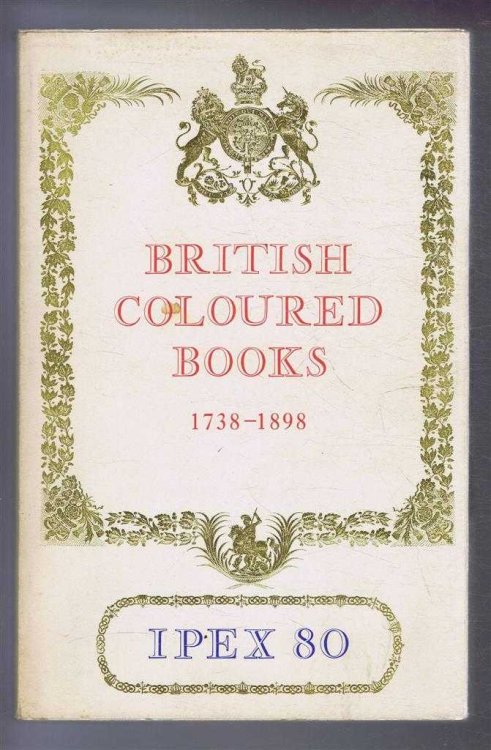 BRITISH
COLOURED
BOOKS
1738-1898
IPEX 80